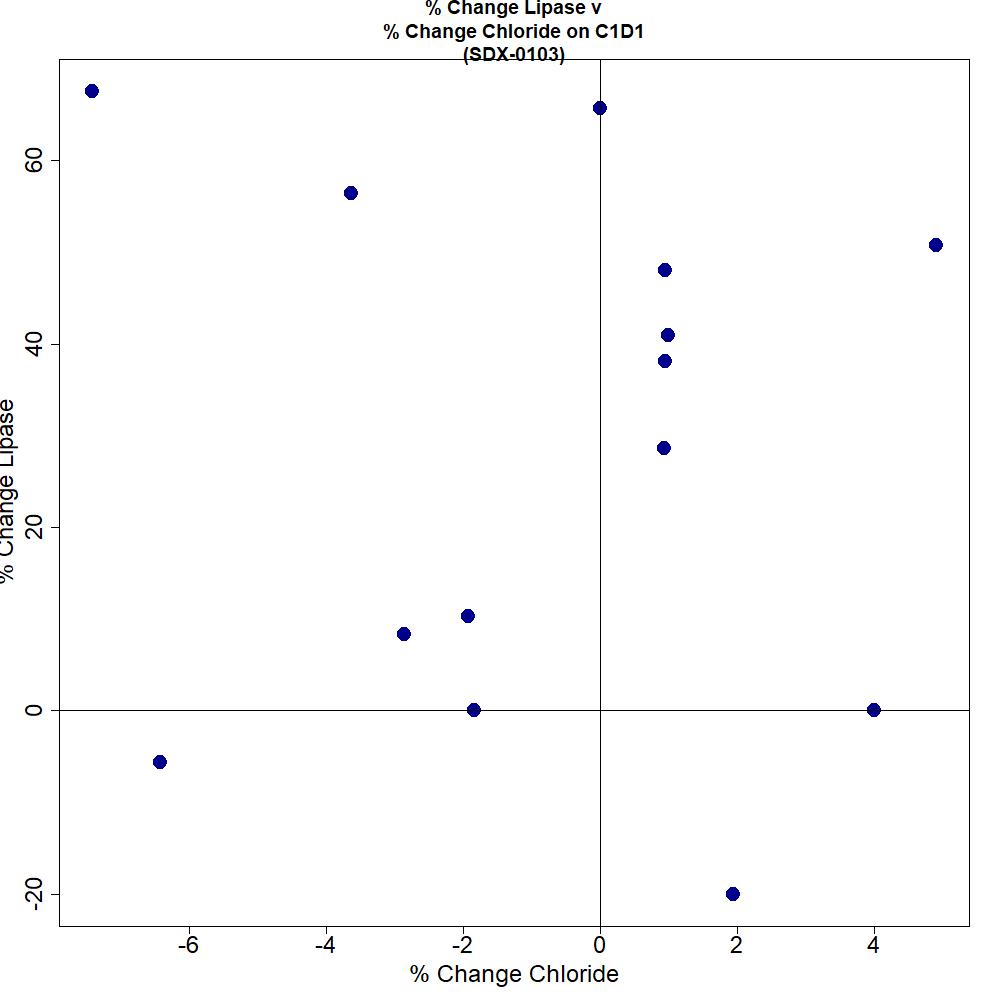 % Change Lipase v
% Change Chloride on C1D1
(SDX-0103)
% Change Lipase
60
40
20
0
-20
-6
-4
-2
0
2
4
% Change Chloride